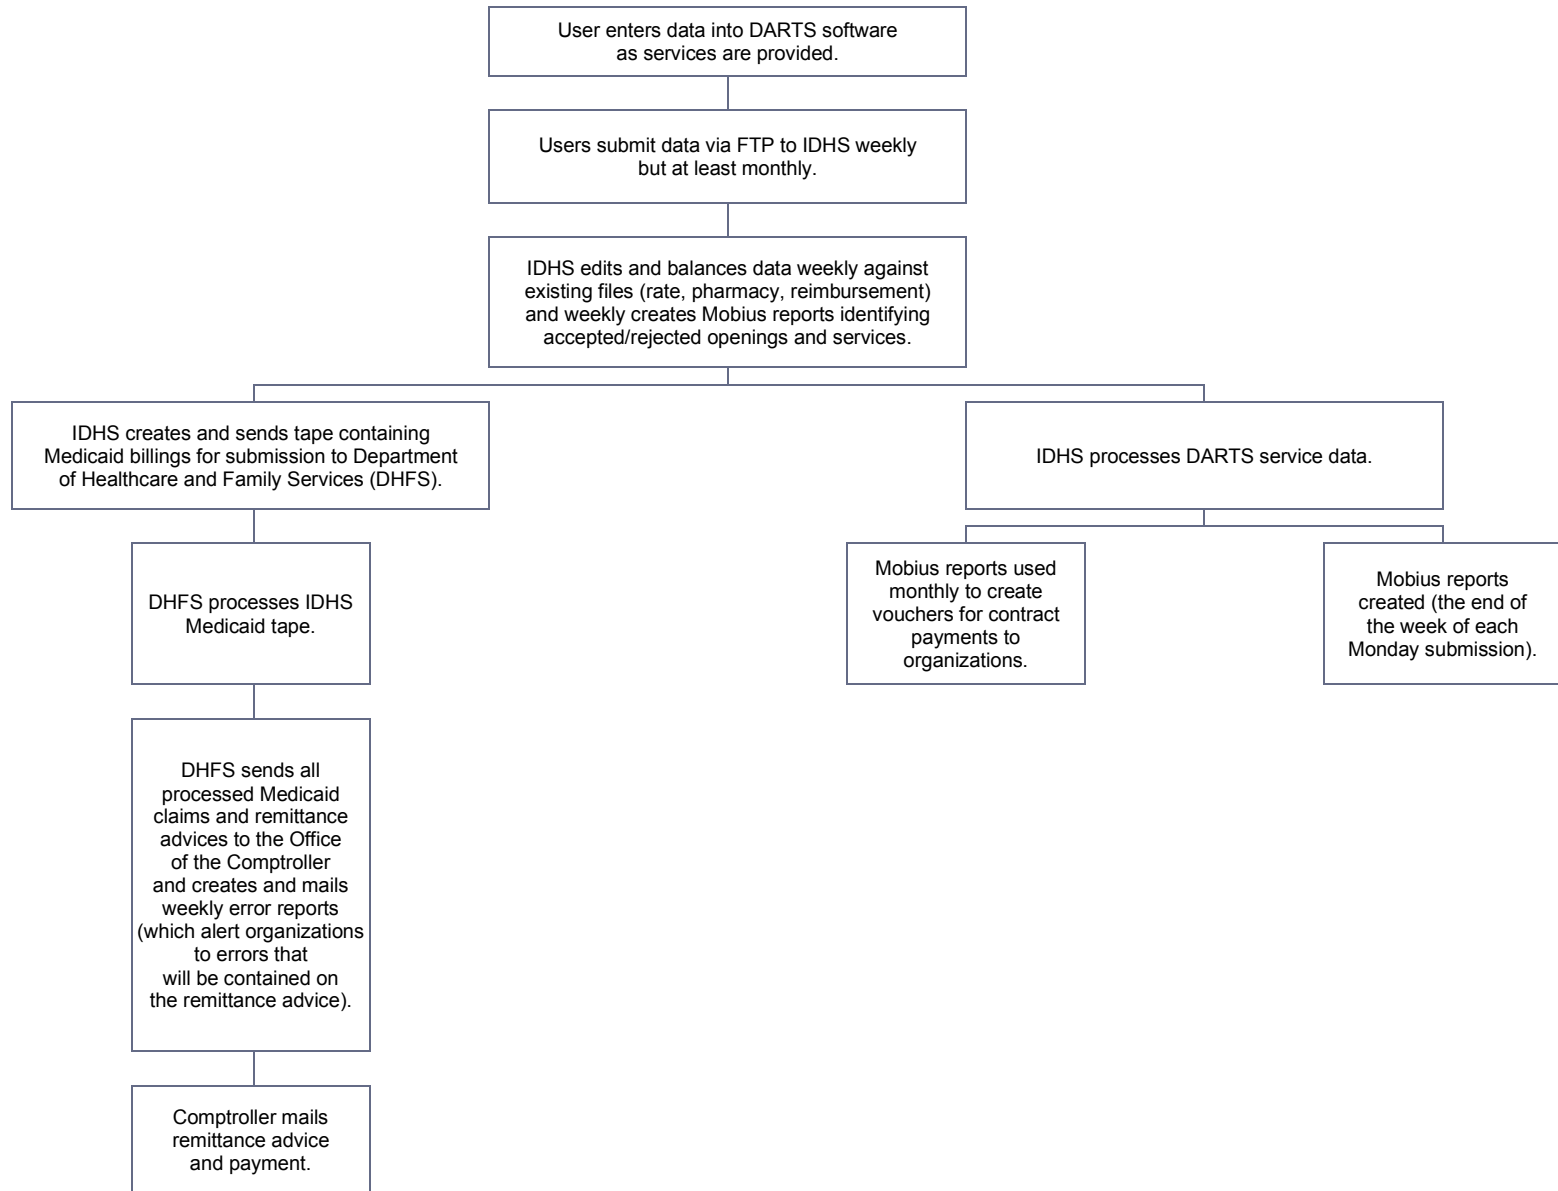 User enters data into DARTS software
as services are provided.
Users submit data via FTP to IDHS weekly
but at least monthly.
IDHS edits and balances data weekly against
existing files (rate, pharmacy, reimbursement)
and weekly creates Mobius reports identifying
accepted/rejected openings and services.
IDHS creates and sends tape containing
Medicaid billings for submission to Department
of Healthcare and Family Services (DHFS).
IDHS processes DARTS service data.
DHFS processes IDHS
Medicaid tape.
Mobius reports used
monthly to create
vouchers for contract
payments to
organizations.
Mobius reports
created (the end of
the week of each
Monday submission).
DHFS sends all
processed Medicaid
claims and remittance
advices to the Office
of the Comptroller
and creates and mails
weekly error reports
(which alert organizations
to errors that
will be contained on
the remittance advice).
Comptroller mails
remittance advice
and payment.